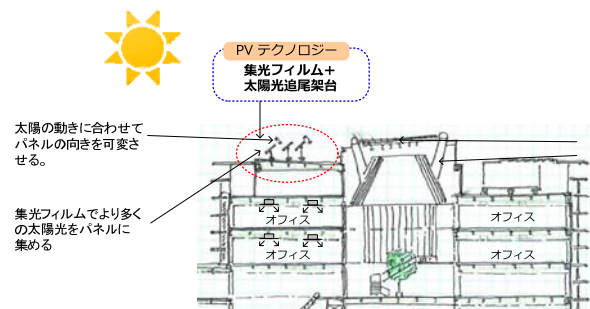 PV テクノロジー
集光フィルム＋
太陽光追尾架台
太陽の動きに合わせて
パネルの向きを可変さ
せる。
集光フィルムでより多く
の太陽光をパネルに
集める
オフィス
オフィス
オフィス
オフィス